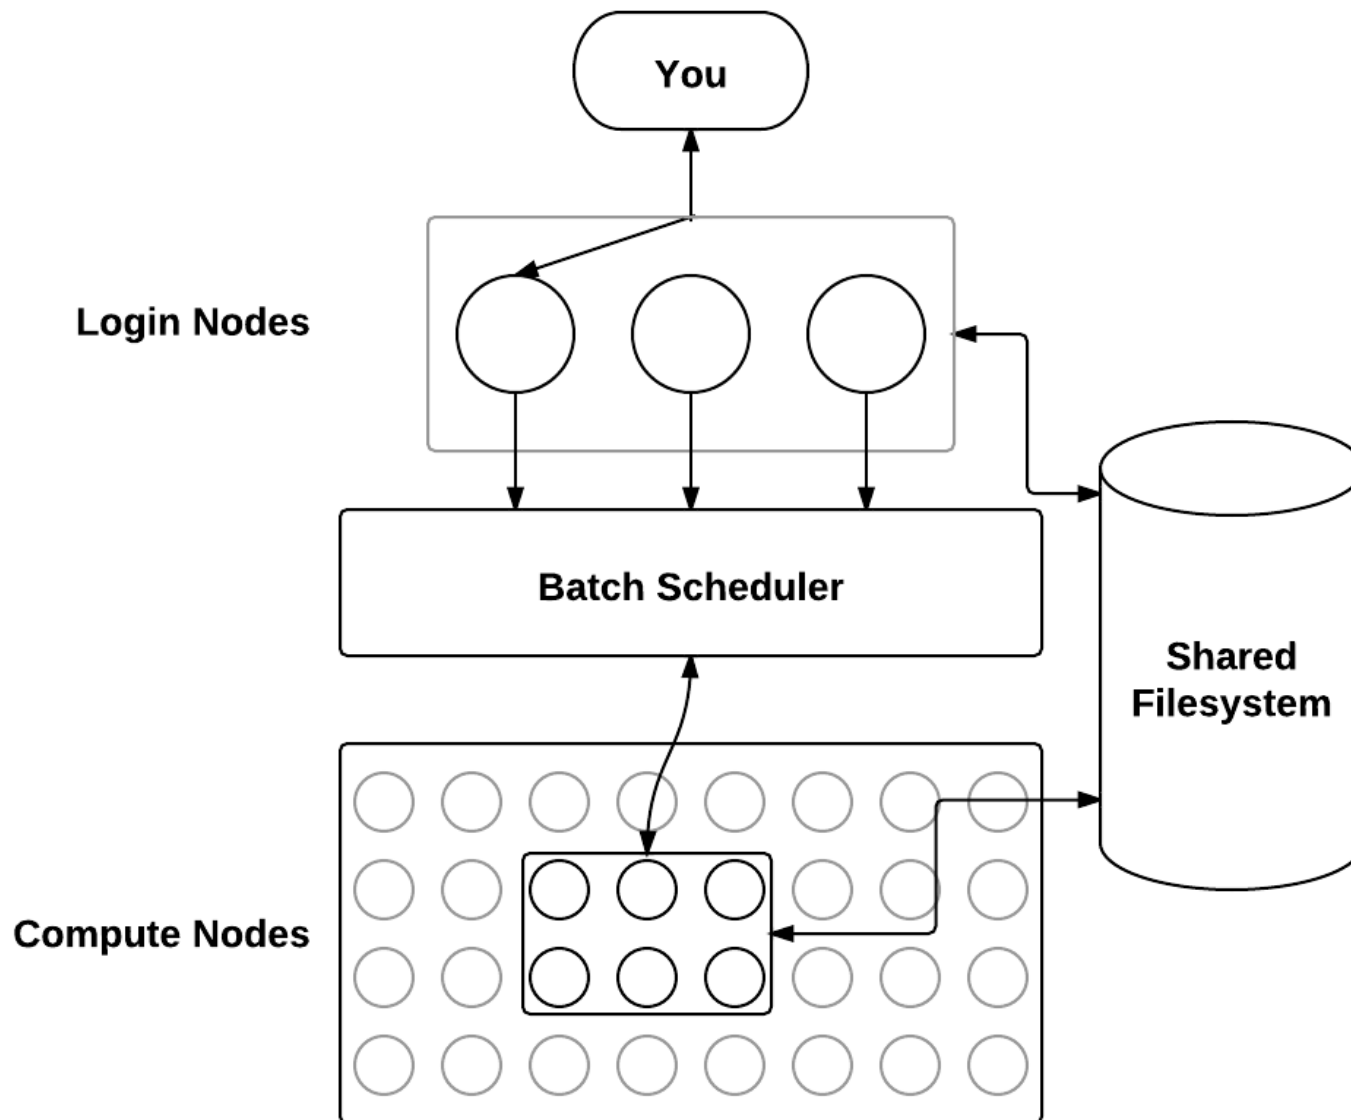 You
Login Nodes
Batch Scheduler
Shared
Filesystem
Compute Nodes